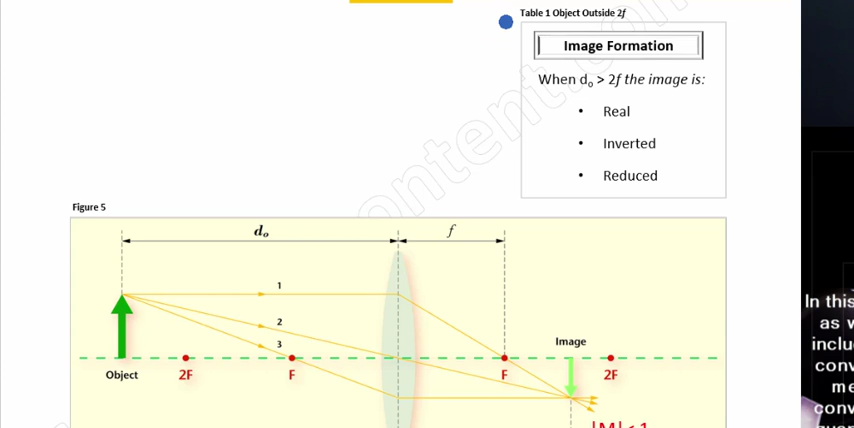 Table 1 Object Outside 2f
Image Formation
When dₒ > 2f the image is:
• Real
• Inverted
• Reduced
Figure 5
dₒ
f
1
2
3
Image
Object
2F
F
F
2F
In this
as w
inclu
conv
me
conv